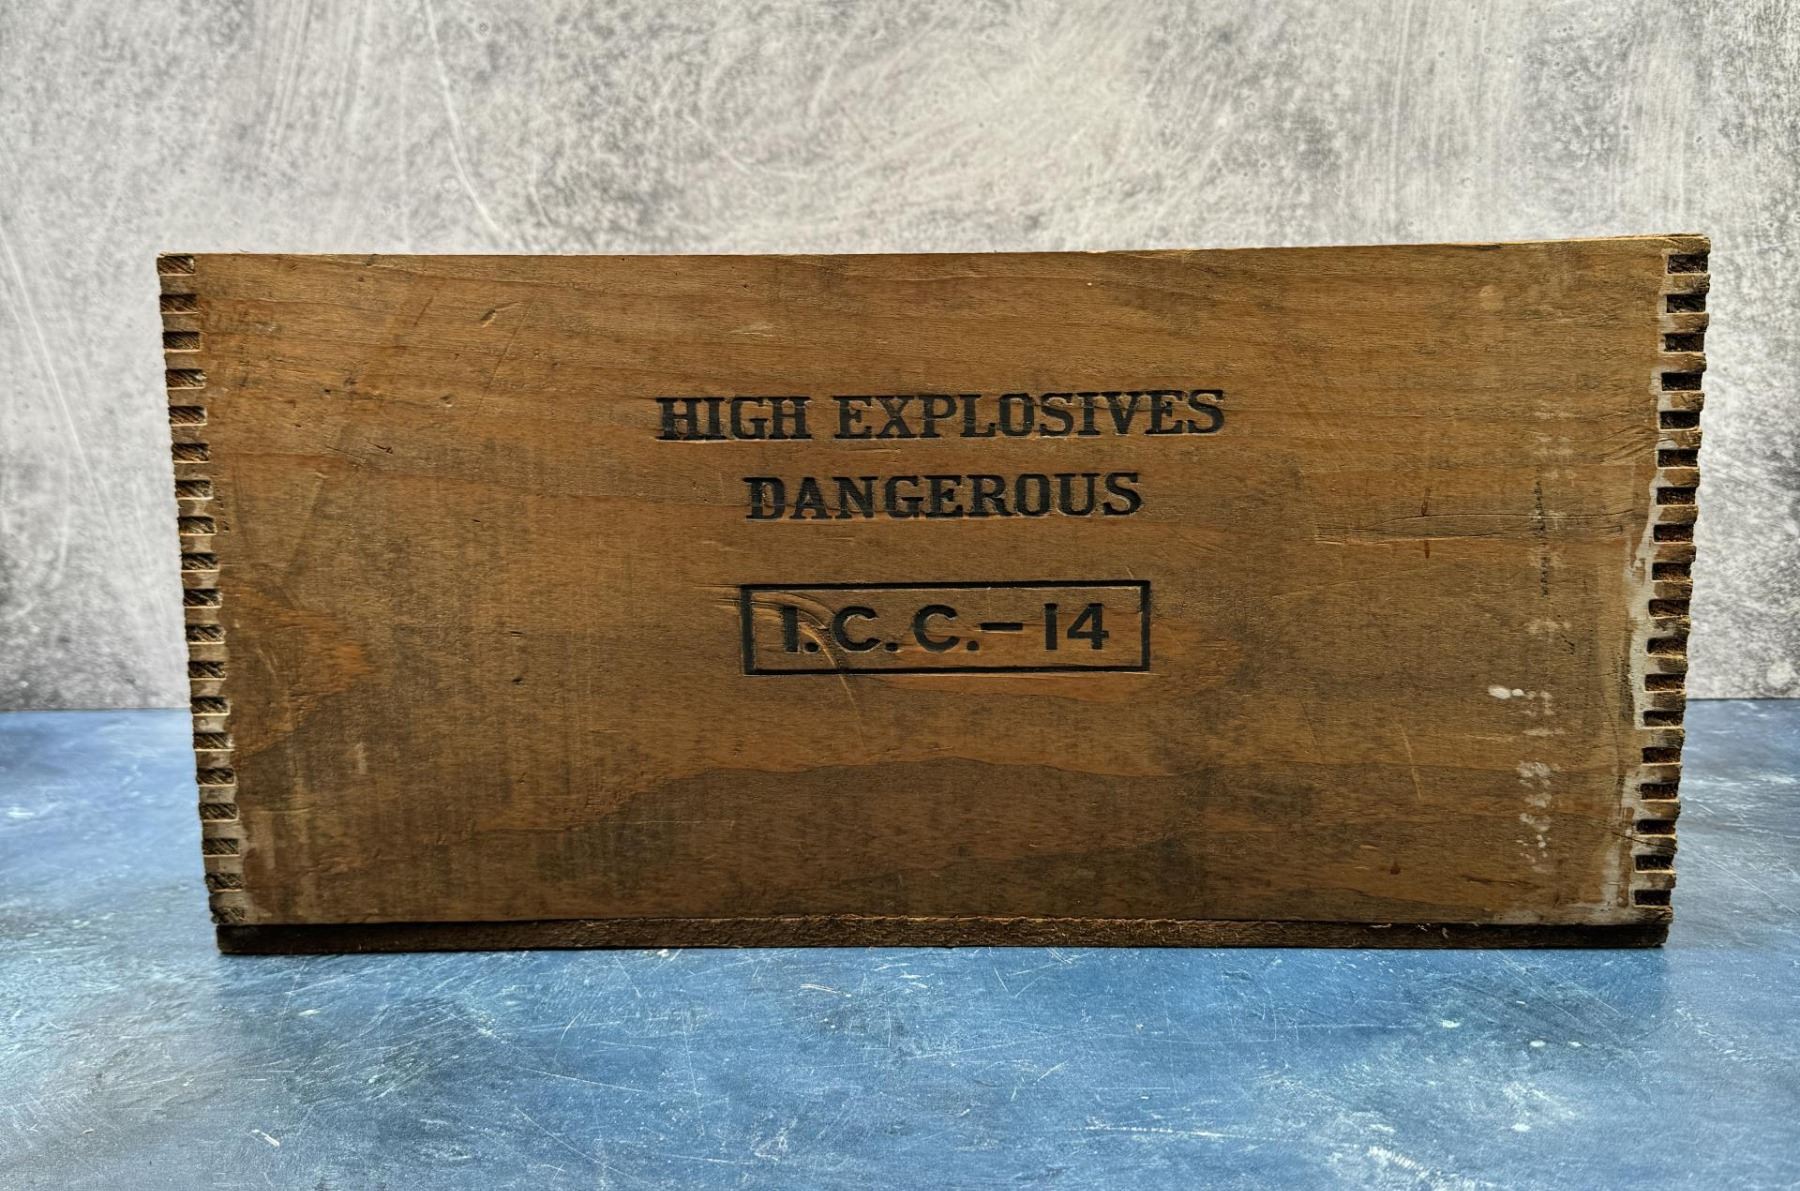 HIGH EXPLOSIVES
DANGEROUS
I.C.C.-14